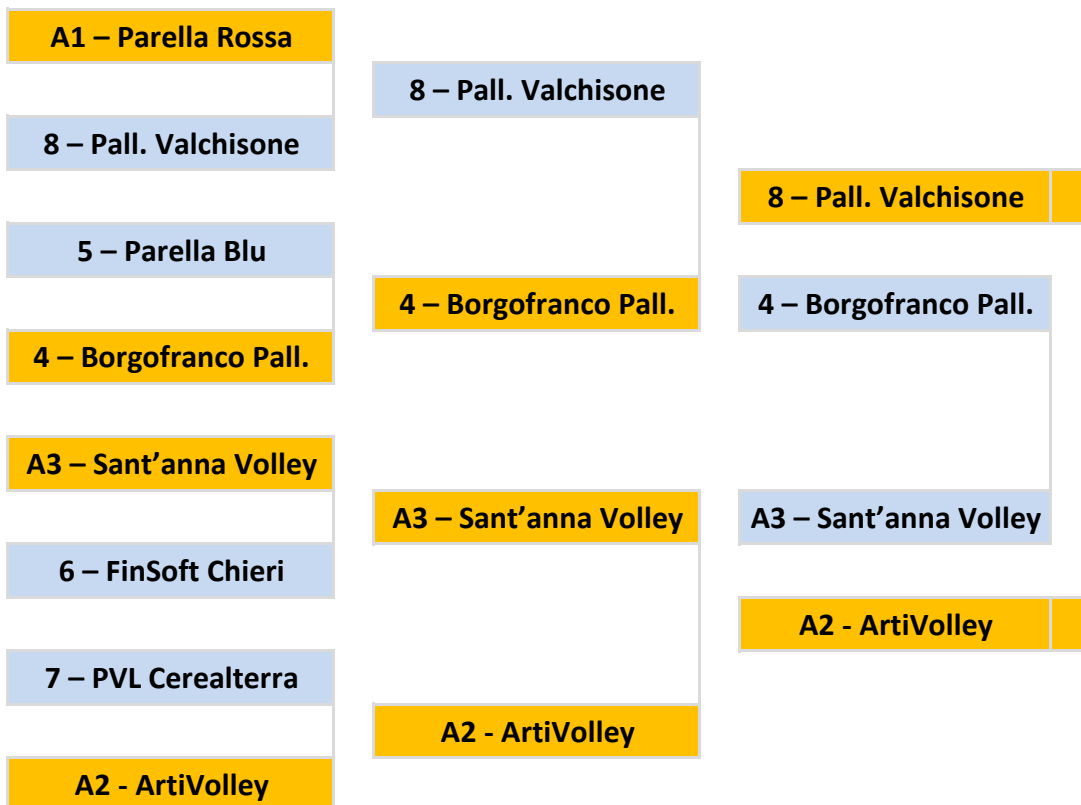 A1 – Parella Rossa
8 – Pall. Valchisone
5 – Parella Blu
4 – Borgofranco Pall.
A3 – Sant’anna Volley
6 – FinSoft Chieri
7 – PVL Cerealterra
A2 - ArtiVolley
8 – Pall. Valchisone
4 – Borgofranco Pall.
A3 – Sant’anna Volley
A2 - ArtiVolley
8 – Pall. Valchisone
4 – Borgofranco Pall.
A3 – Sant’anna Volley
A2 - ArtiVolley